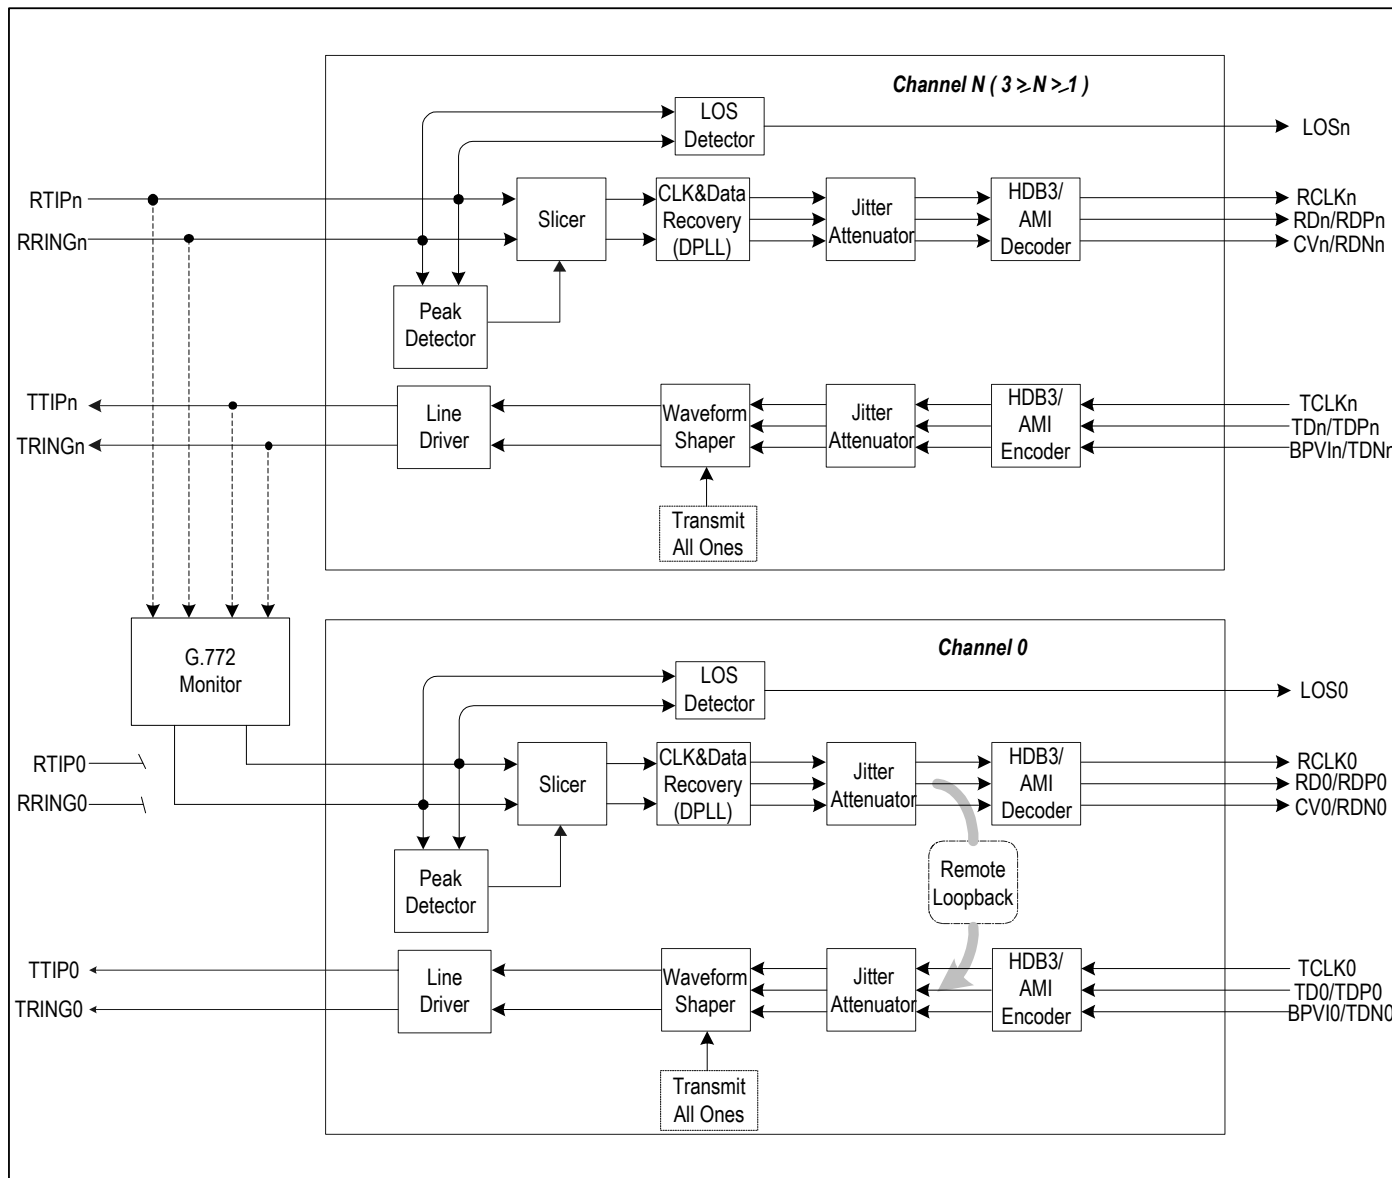 Channel N ( 3 ≥ N ≥ 1 )
LOS
Detector
LOSn
RTIPn
RRINGn
Slicer
CLK&Data
Recovery
(DPLL)
Jitter
Attenuator
HDB3/
AMI
Decoder
RCLKn
RDn/RDPn
CVn/RDNn
Peak
Detector
TTIPn
TRINGn
Line
Driver
Waveform
Shaper
Jitter
Attenuator
HDB3/
AMI
Encoder
TCLKn
TDn/TDPn
BPVIn/TDNn
Transmit
All Ones
G.772
Monitor
Channel 0
LOS
Detector
LOS0
RTIP0
RRING0
Slicer
CLK&Data
Recovery
(DPLL)
Jitter
Attenuator
HDB3/
AMI
Decoder
RCLK0
RD0/RDP0
CV0/RDN0
Peak
Detector
Remote
Loopback
TTIP0
TRING0
Line
Driver
Waveform
Shaper
Jitter
Attenuator
HDB3/
AMI
Encoder
TCLK0
TD0/TDP0
BPVI0/TDN0
Transmit
All Ones